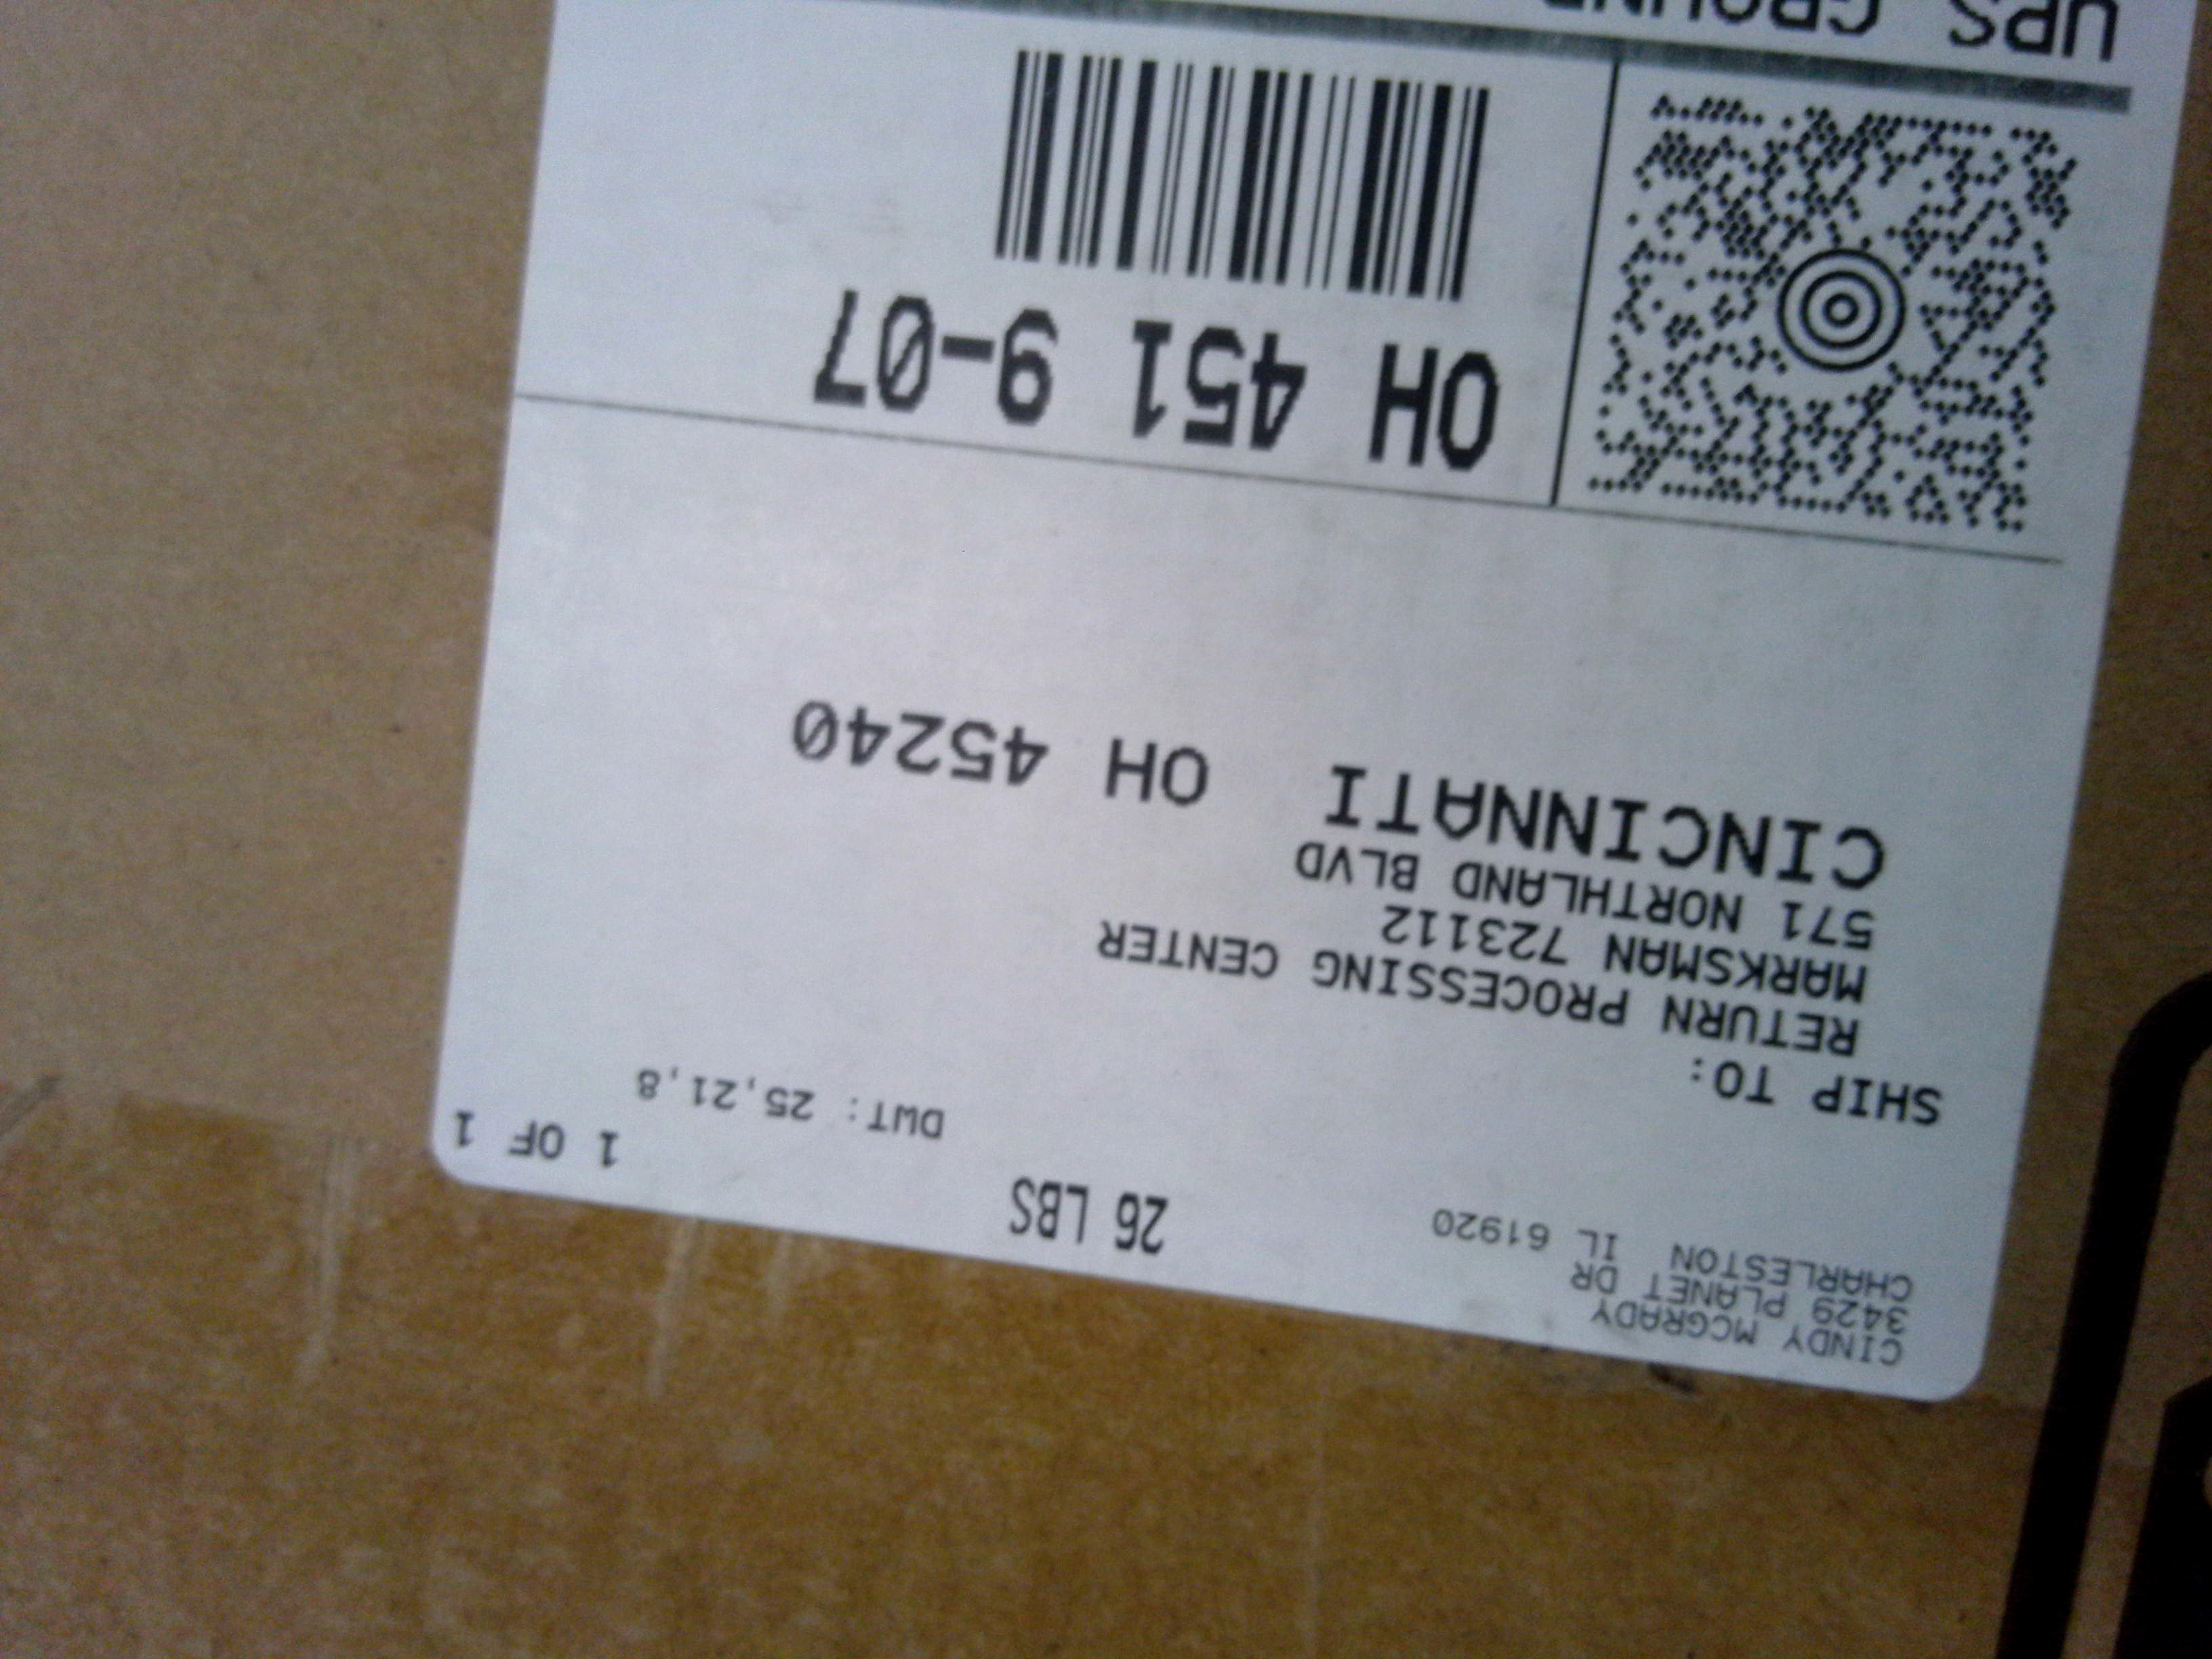 CINDY MCGRADY
3429 PLANET DR
CHARLESTON IL 61920
26 LBS
1 OF 1
DWT: 25,21,8
SHIP TO:
RETURN PROCESSING CENTER
MARKSMAN 723112
571 NORTHLAND BLVD
CINCINNATI OH 45240
OH 451 9-07
UPS GROUND